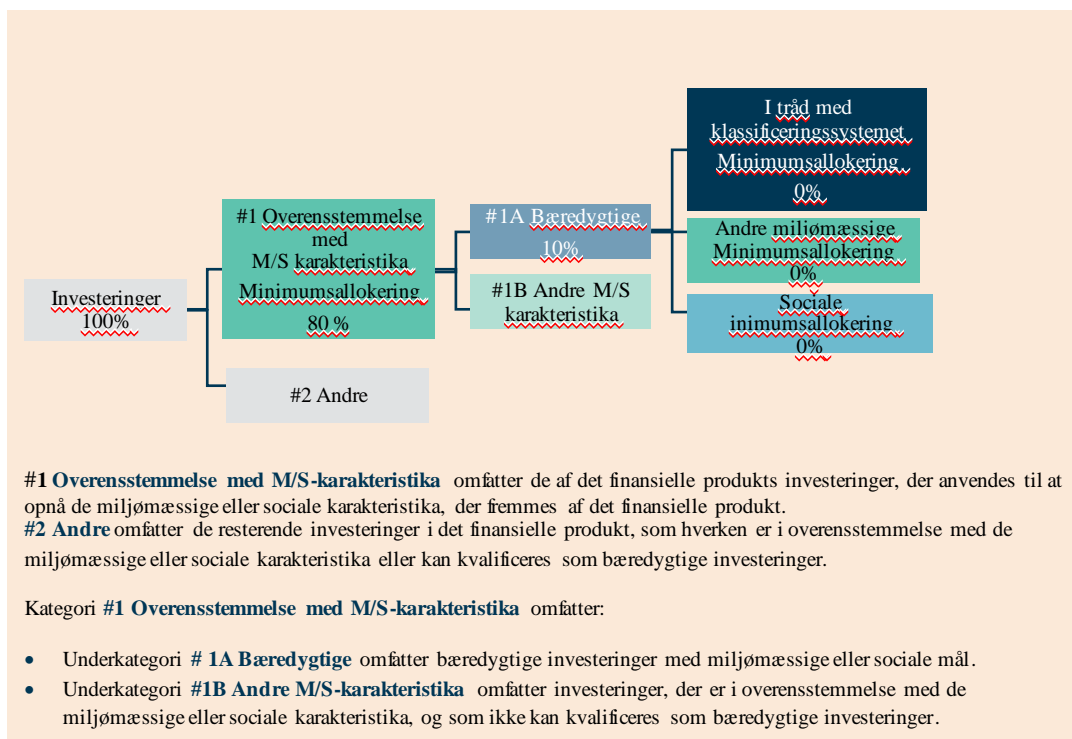 Investeringer
100%
#1 Overensstemmelse
med
M/S karakteristika
Minimumsallokering
80 %
#2 Andre
#1A Bæredygtige
10%
#1B Andre M/S
karakteristika
I tråd med
klassificeringssystemet
Minimumsallokering
0%
Andre miljømæssige
Minimumsallokering
0%
Sociale
inimumsallokering
0%
#1 Overensstemmelse med M/S-karakteristika omfatter de af det finansielle produkts investeringer, der anvendes til at
opnå de miljømæssige eller sociale karakteristika, der fremmes af det finansielle produkt.
#2 Andre omfatter de resterende investeringer i det finansielle produkt, som hverken er i overensstemmelse med de
miljømæssige eller sociale karakteristika eller kan kvalificeres som bæredygtige investeringer.
Kategori #1 Overensstemmelse med M/S-karakteristika omfatter:
• Underkategori # 1A Bæredygtige omfatter bæredygtige investeringer med miljømæssige eller sociale mål.
• Underkategori #1B Andre M/S-karakteristika omfatter investeringer, der er i overensstemmelse med de
miljømæssige eller sociale karakteristika, og som ikke kan kvalificeres som bæredygtige investeringer.